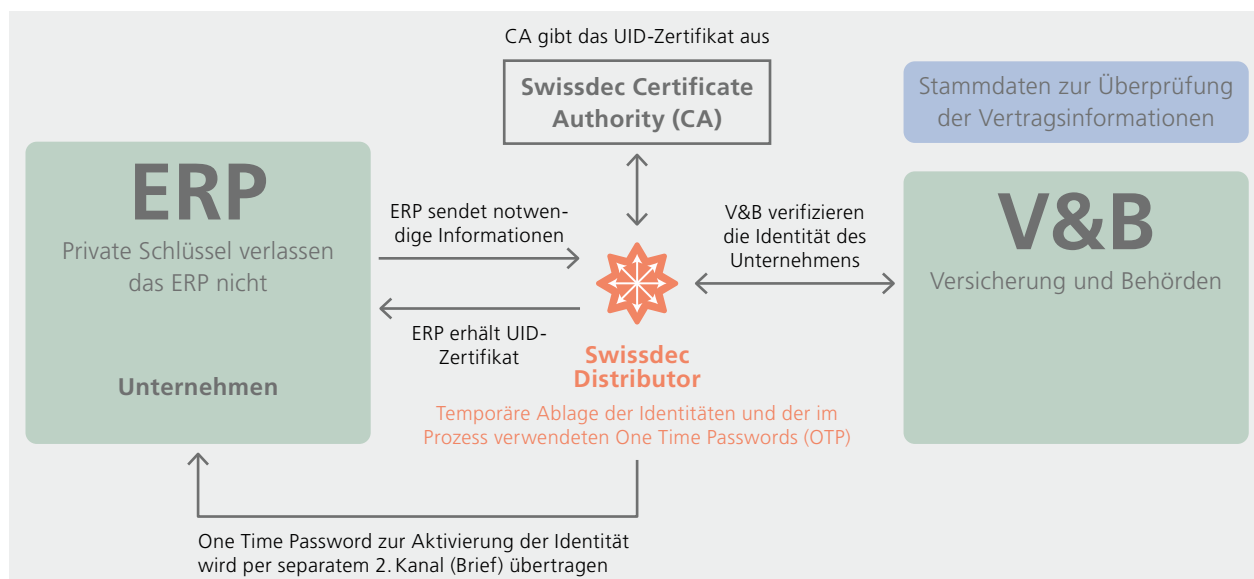 CA gibt das UID-Zertifikat aus
Swissdec Certificate
Authority (CA)
Stammdaten zur Überprüfung
der Vertragsinformationen
ERP
Private Schlüssel verlassen
das ERP nicht
Unternehmen
ERP sendet notwen-
dige Informationen
ERP erhält UID-
Zertifikat
V&B verifizieren
die Identität des
Unternehmens
V&B
Versicherung und Behörden
Swissdec
Distributor
Temporäre Ablage der Identitäten und der im
Prozess verwendeten One Time Passwords (OTP)
One Time Password zur Aktivierung der Identität
wird per separatem 2. Kanal (Brief) übertragen